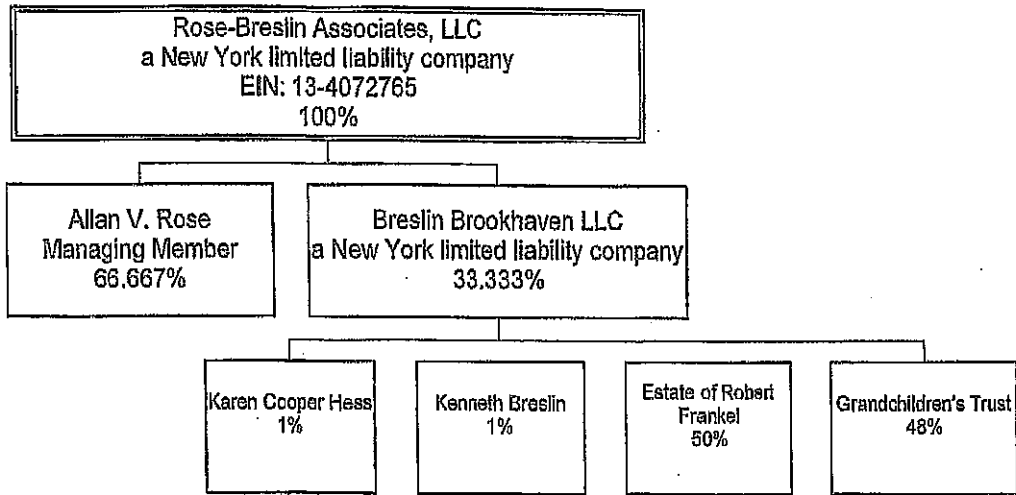 Rose-Breslin Associates, LLC
a New York limited liability company
EIN: 13-4072765
100%
Allan V. Rose
Managing Member
66.667%
Breslin Brookhaven LLC
a New York limited liability company
33.333%
Karen Cooper Hess
1%
Kenneth Breslin
1%
Estate of Robert
Frankel
50%
Grandchildren's Trust
48%